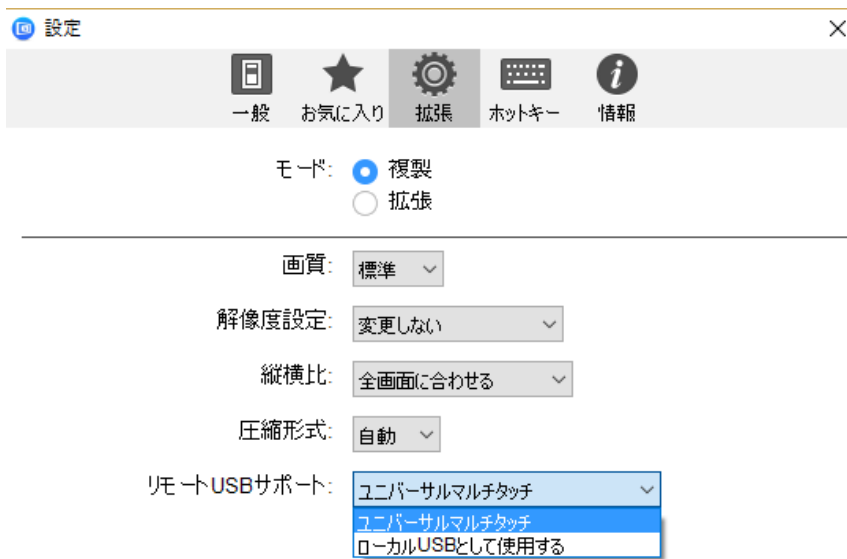 設定
一般 お気に入り 拡張 ホットキー 情報
モード: 複製
拡張
画質: 標準
解像度設定: 変更しない
縦横比: 全画面に合わせる
圧縮形式: 自動
リモートUSBサポート: ユニバーサルマルチタッチ
ユニバーサルマルチタッチ
ローカルUSBとして使用する